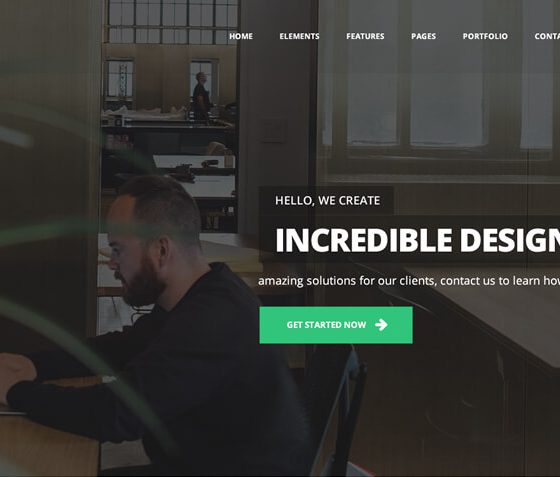 HOME ELEMENTS FEATURES PAGES PORTFOLIO CONTA
HELLO, WE CREATE
INCREDIBLE DESIGN
amazing solutions for our clients, contact us to learn how
GET STARTED NOW